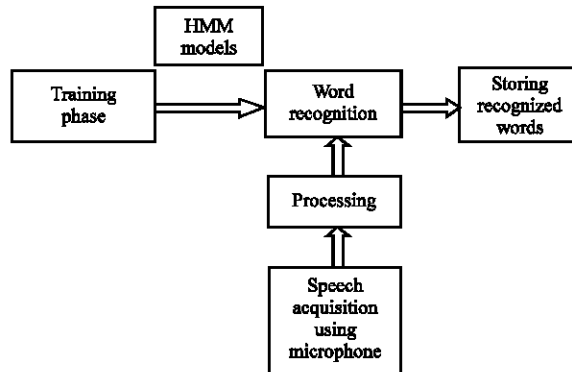 HMM
models
Training
phase
Word
recognition
Storing
recognized
words
Processing
Speech
acquisition
using
microphone